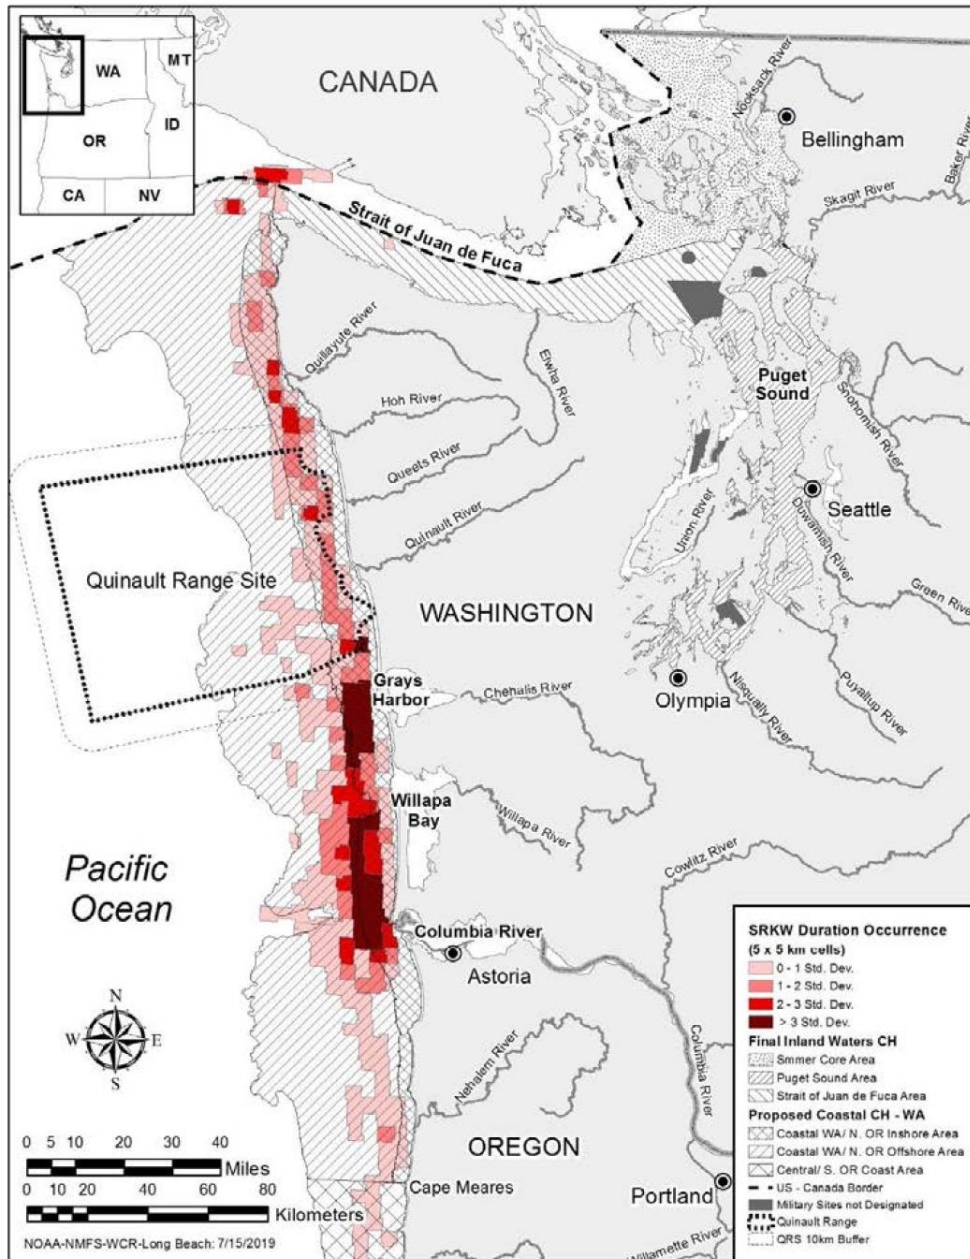 WA
MT
OR
ID
CA
NV
CANADA
Nooksack River
Bellingham
Baker River
Skagit River
Strait of Juan de Fuca
Quillayute River
Elwha River
Hoh River
Puget
Sound
Snohomish River
Queets River
Quinault River
Union River
Seattle
Duwamish River
Green River
Quinault Range Site
WASHINGTON
Grays
Harbor
Chehalis River
Olympia
Nisqually River
Puyallup River
Willapa
Bay
Willapa River
Cowlitz River
Pacific
Ocean
Columbia River
Astoria
N
W E
S
Nehalem River
Columbia River
OREGON
Cape Meares
Portland
Willamette River
0 5 10 20 30 40
Miles
0 10 20 40 60 80
Kilometers
NOAA-NMFS-WCR-Long Beach: 7/15/2019
SRKW Duration Occurrence
(5 x 5 km cells)
0 - 1 Std. Dev.
1 - 2 Std. Dev.
2 - 3 Std. Dev.
> 3 Std. Dev.
Final Inland Waters CH
Smmer Core Area
Puget Sound Area
Strait of Juan de Fuca Area
Proposed Coastal CH - WA
Coastal WA/ N. OR Inshore Area
Coastal WA/ N. OR Offshore Area
Central/ S. OR Coast Area
US - Canada Border
Military Sites not Designated
Quinault Range
QRS 10km Buffer